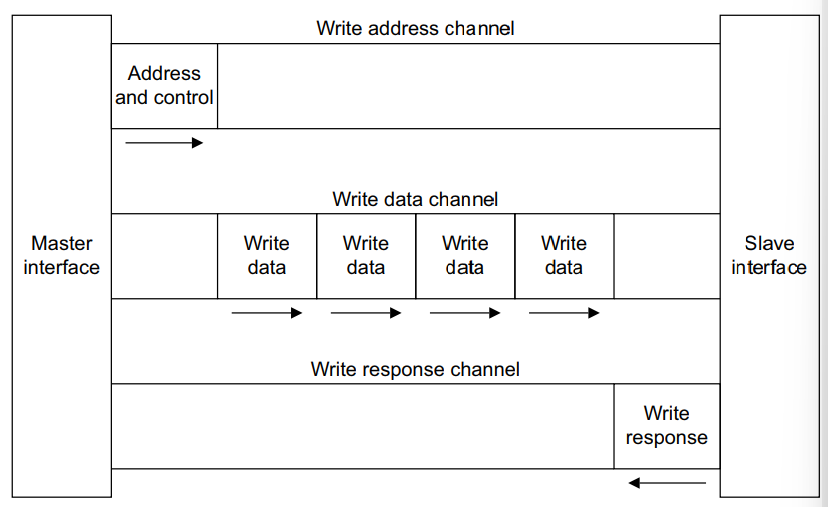 Write address channel
Address
and control
Write data channel
Master
interface
Write
data
Write
data
Write
data
Write
data
Slave
interface
Write response channel
Write
response